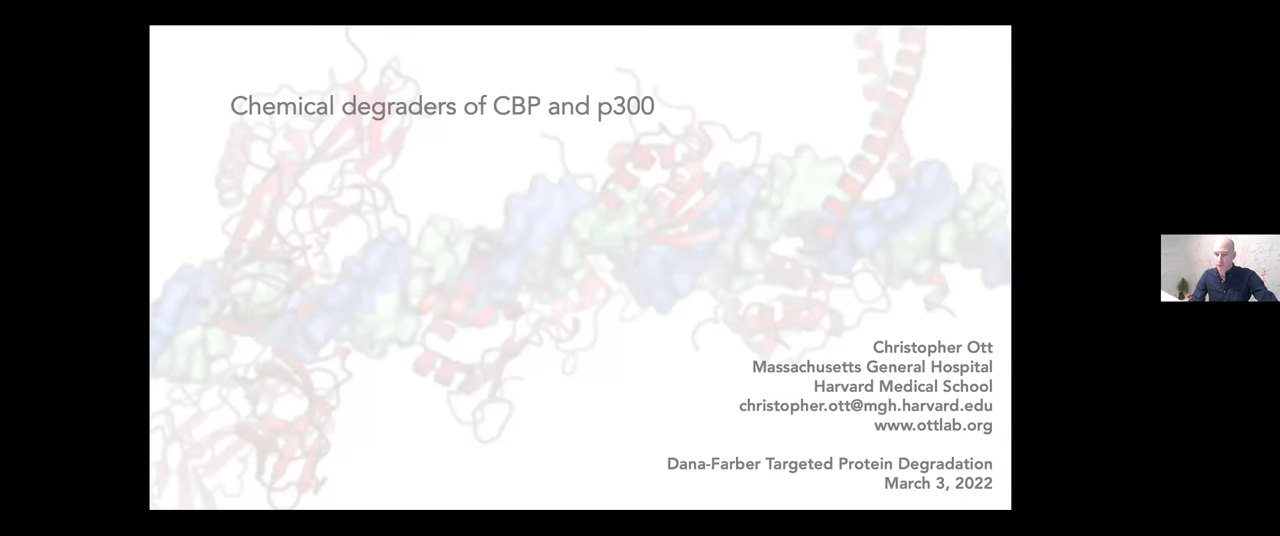 Chemical degraders of CBP and p300
Christopher Ott
Massachusetts General Hospital
Harvard Medical School
christopher.ott@mgh.harvard.edu
www.ottlab.org
Dana-Farber Targeted Protein Degradation
March 3, 2022